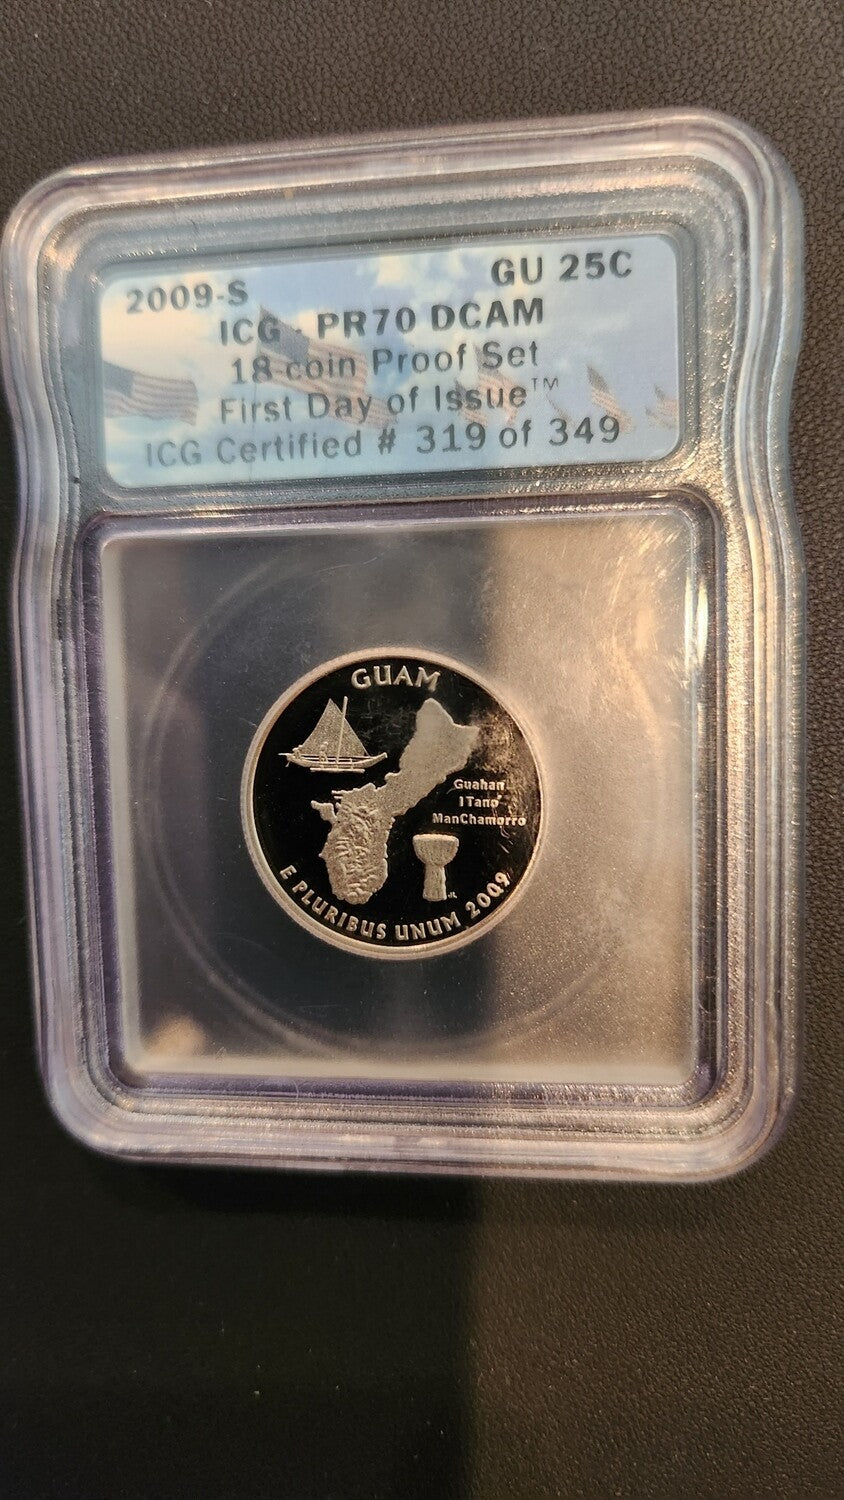 2009-S GU 25C
ICG - PR70 DCAM
18-coin Proof Set
First Day of Issue™
ICG Certified # 319 of 349
GUAM
Guahan
I Tano'
ManChamorro
E PLURIBUS UNUM 2009